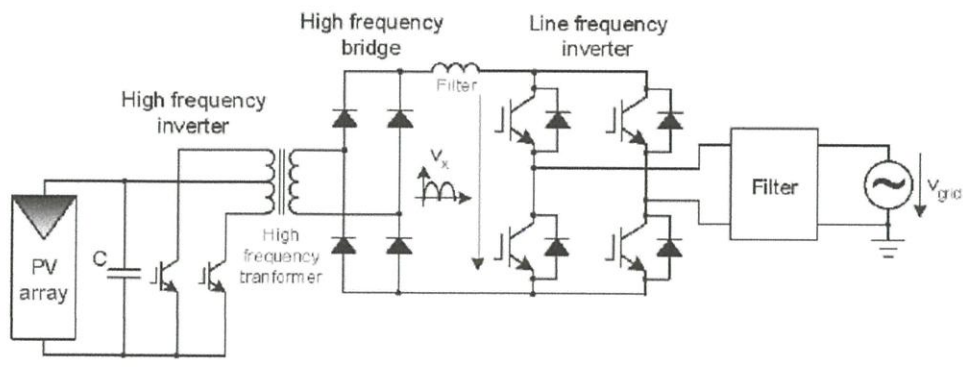 High frequency
bridge
Line frequency
inverter
High frequency
inverter
Filter
Vx
PV
array
C
High
frequency
tranformer
Filter
Vgrid